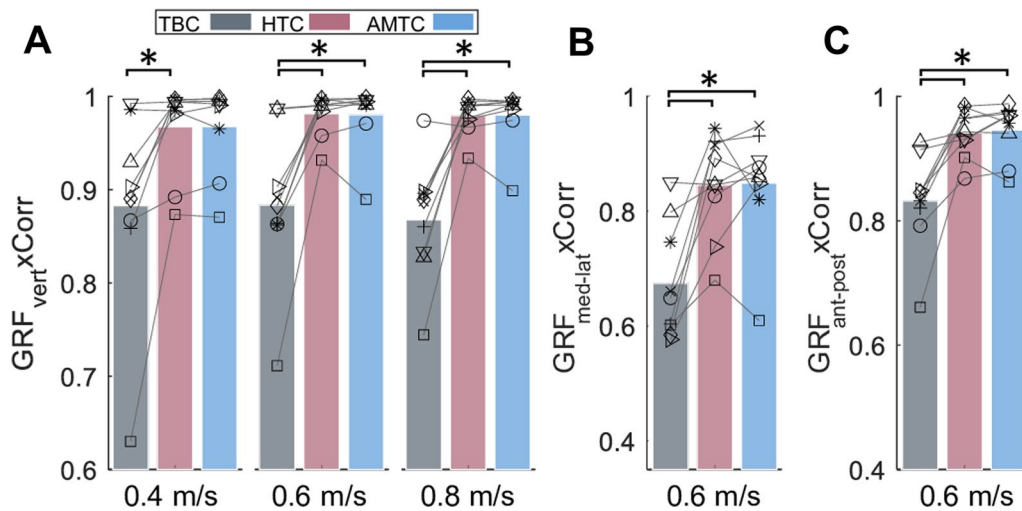 TBC HTC AMTC
A
B
C
* * *
*
*
GRFvertxCorr
1
0.9
0.8
0.7
0.6
0.4 m/s 0.6 m/s 0.8 m/s
GRFmed-latxCorr
1
0.8
0.6
0.4
0.6 m/s
GRFant-postxCorr
1
0.8
0.6
0.4
0.6 m/s